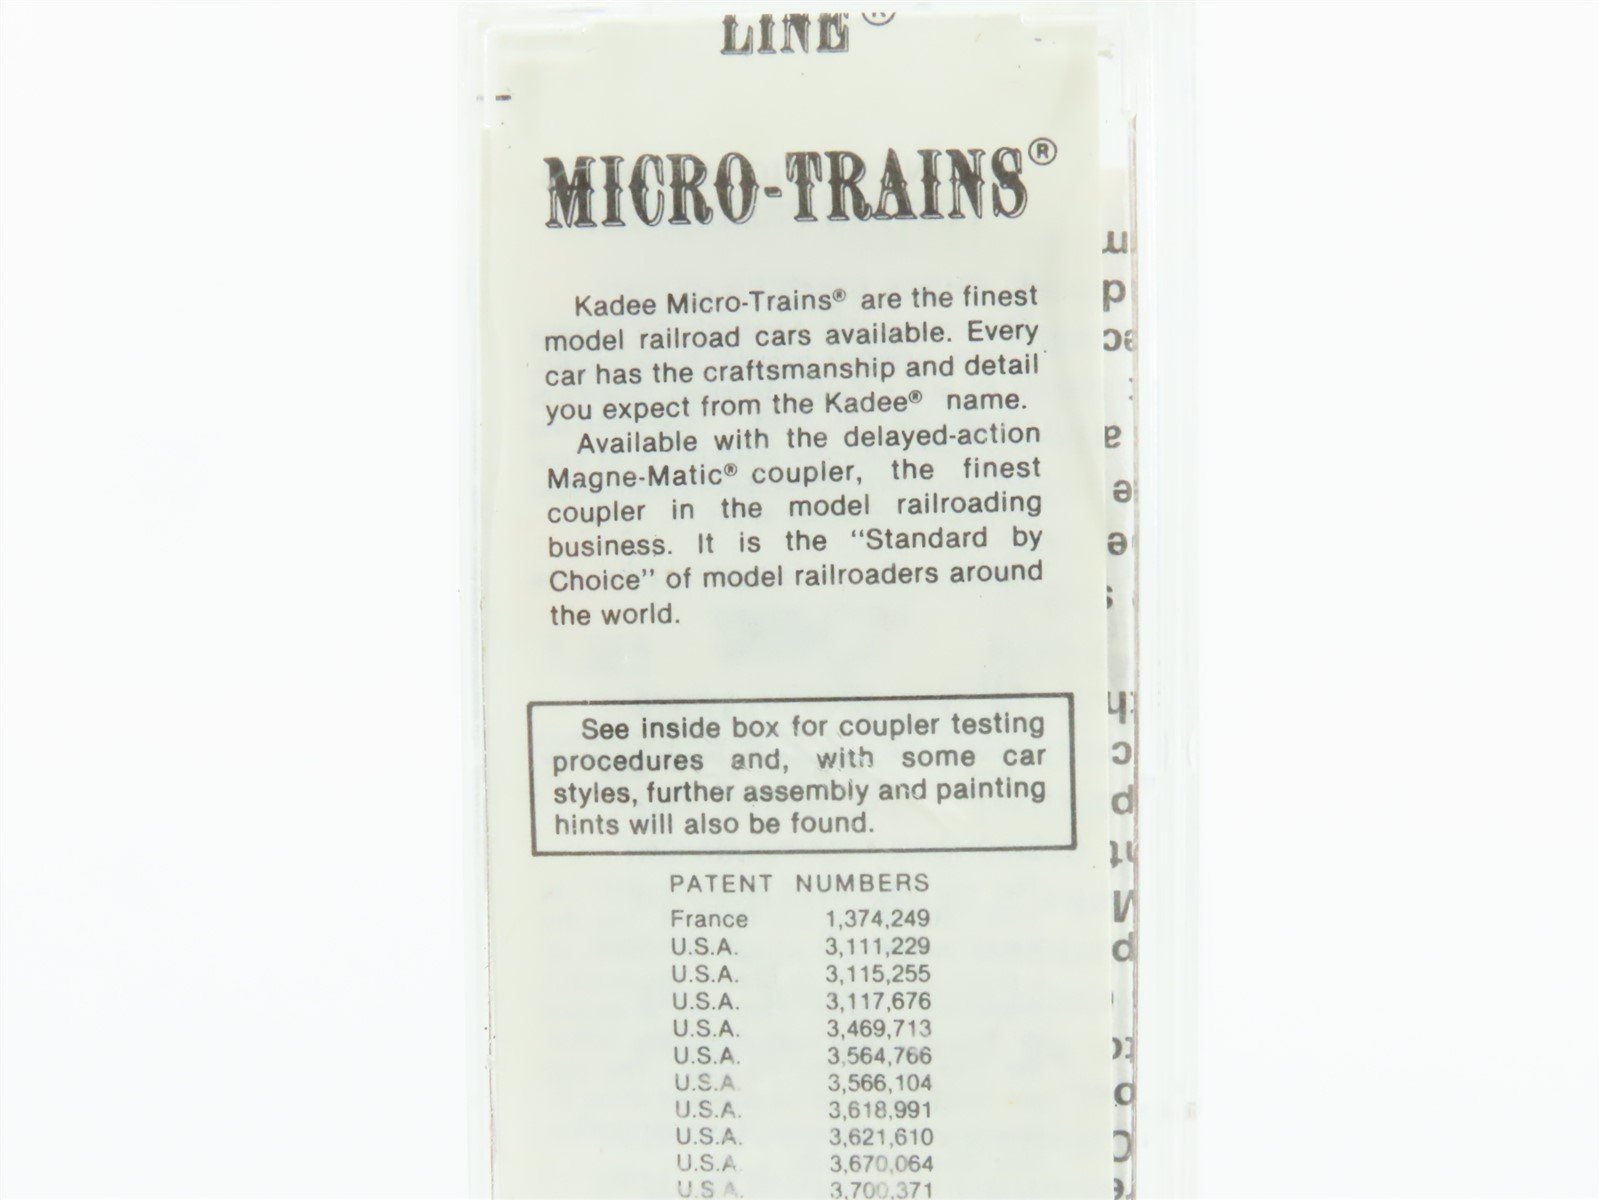 LINE®
MICRO-TRAINS®
Kadee Micro-Trains® are the finest
model railroad cars available. Every
car has the craftsmanship and detail
you expect from the Kadee® name.
Available with the delayed-action
Magne-Matic® coupler, the finest
coupler in the model railroading
business. It is the “Standard by
Choice” of model railroaders around
the world.
See inside box for coupler testing
procedures and, with some car
styles, further assembly and painting
hints will also be found.
PATENT NUMBERS
France 1,374,249
U.S.A. 3,111,229
U.S.A. 3,115,255
U.S.A. 3,117,676
U.S.A. 3,469,713
U.S.A. 3,564,766
U.S.A 3,566,104
U.S.A. 3,618,991
U.S.A. 3,621,610
U.S.A 3,670,064
U.S A. 3,700,371